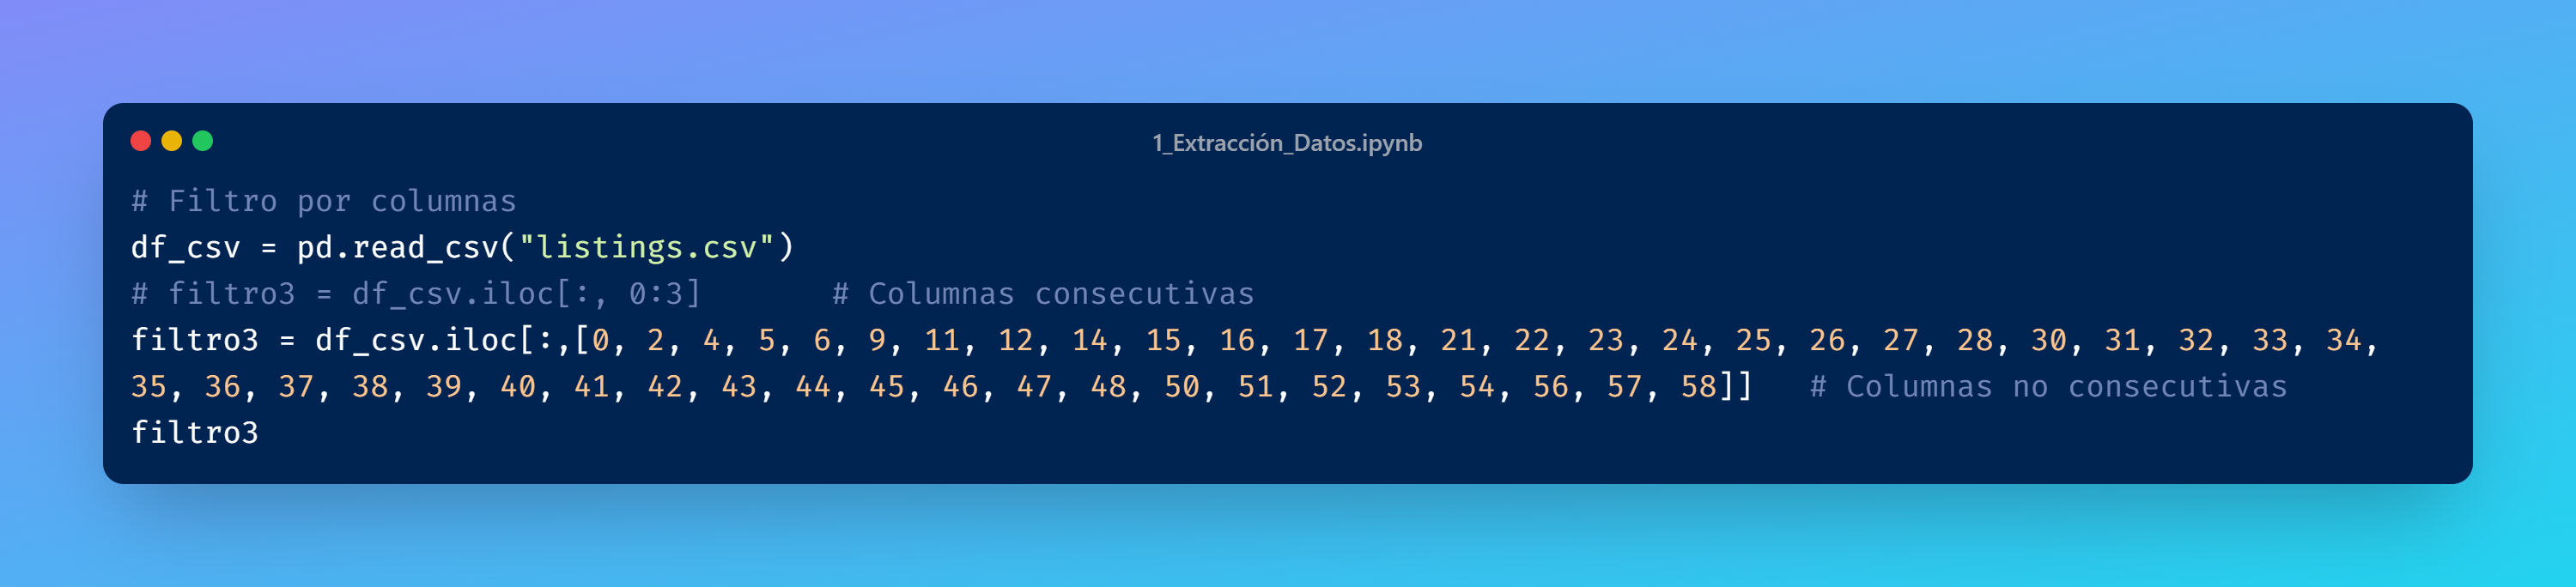 1_Extracción_Datos.ipynb
# Filtro por columnas
df_csv = pd.read_csv("listings.csv")
# filtro3 = df_csv.iloc[:, 0:3]       # Columnas consecutivas
filtro3 = df_csv.iloc[:,[0, 2, 4, 5, 6, 9, 11, 12, 14, 15, 16, 17, 18, 21, 22, 23, 24, 25, 26, 27, 28, 30, 31, 32, 33, 34,
35, 36, 37, 38, 39, 40, 41, 42, 43, 44, 45, 46, 47, 48, 50, 51, 52, 53, 54, 56, 57, 58]]   # Columnas no consecutivas
filtro3